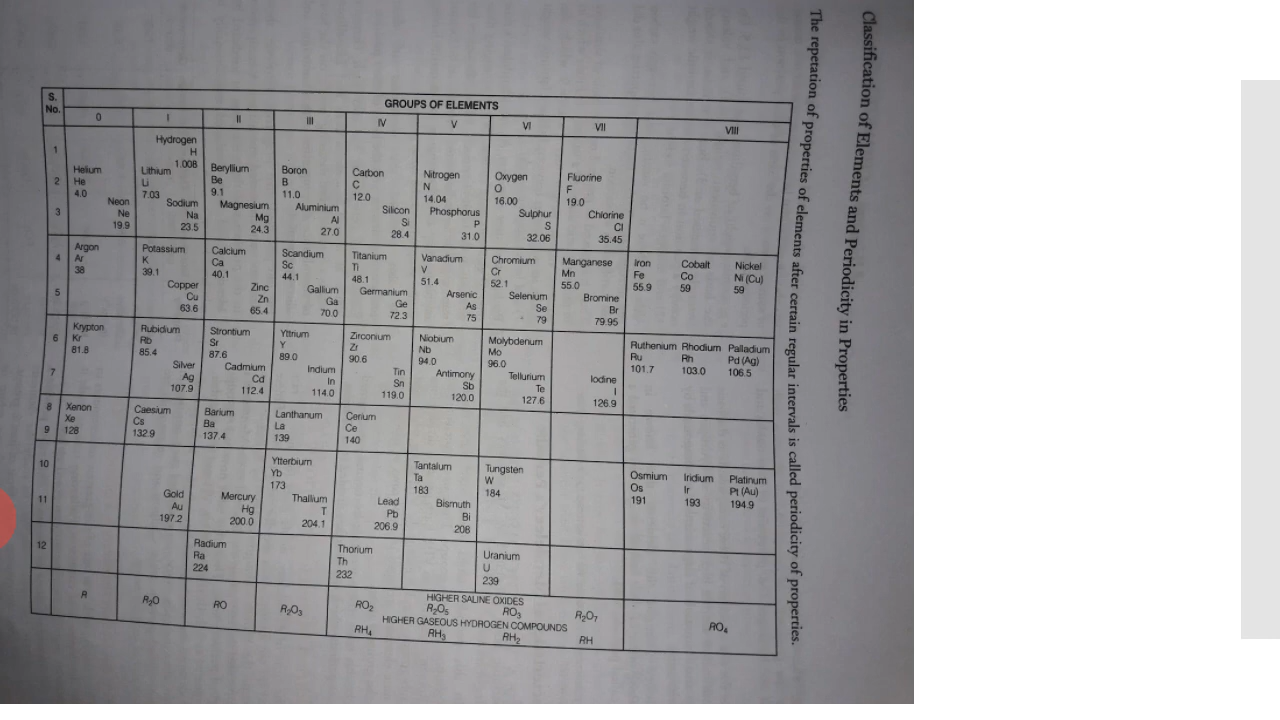 Classification of Elements and Periodicity in Properties
The repetation of properties of elements after certain regular intervals is called periodicity of properties.
S. No. GROUPS OF ELEMENTS
0 I II III IV V VI VII VIII
1 Hydrogen
H
1.008
2 Helium Lithium Beryllium Boron Carbon Nitrogen Oxygen Fluorine
He Li Be B C N O F
4.0 7.03 9.1 11.0 12.0 14.04 16.00 19.0
3 Neon Sodium Magnesium Aluminium Silicon Phosphorus Sulphur Chlorine
Ne Na Mg Al Si P S Cl
19.9 23.5 24.3 27.0 28.4 31.0 32.06 35.45
4 Argon Potassium Calcium Scandium Titanium Vanadium Chromium Manganese Iron Cobalt Nickel
Ar K Ca Sc Ti V Cr Mn Fe Co Ni (Cu)
38 39.1 40.1 44.1 48.1 51.4 52.1 55.0 55.9 59 59
5 Copper Zinc Gallium Germanium Arsenic Selenium Bromine
Cu Zn Ga Ge As Se Br
63.6 65.4 70.0 72.3 75 79 79.95
6 Krypton Rubidium Strontium Yttrium Zirconium Niobium Molybdenum Ruthenium Rhodium Palladium
Kr Rb Sr Y Zr Nb Mo Ru Rh Pd (Ag)
81.8 85.4 87.6 89.0 90.6 94.0 96.0 101.7 103.0 106.5
7 Silver Cadmium Indium Tin Antimony Tellurium Iodine
Ag Cd In Sn Sb Te I
107.9 112.4 114.0 119.0 120.0 127.6 126.9
8 Xenon Caesium Barium Lanthanum Cerium
Xe Cs Ba La Ce
9 128 132.9 137.4 139 140
10 Ytterbium Tantalum Tungsten Osmium Iridium Platinum
Yb Ta W Os Ir Pt (Au)
173 183 184 191 193 194.9
11 Gold Mercury Thallium Lead Bismuth
Au Hg T Pb Bi
197.2 200.0 204.1 206.9 208
12 Radium Thorium Uranium
Ra Th U
224 232 239
HIGHER SALINE OXIDES
R R₂O RO R₂O₃ RO₂ R₂O₅ RO₃ R₂O₇ RO₄
HIGHER GASEOUS HYDROGEN COMPOUNDS
RH₄ RH₃ RH₂ RH